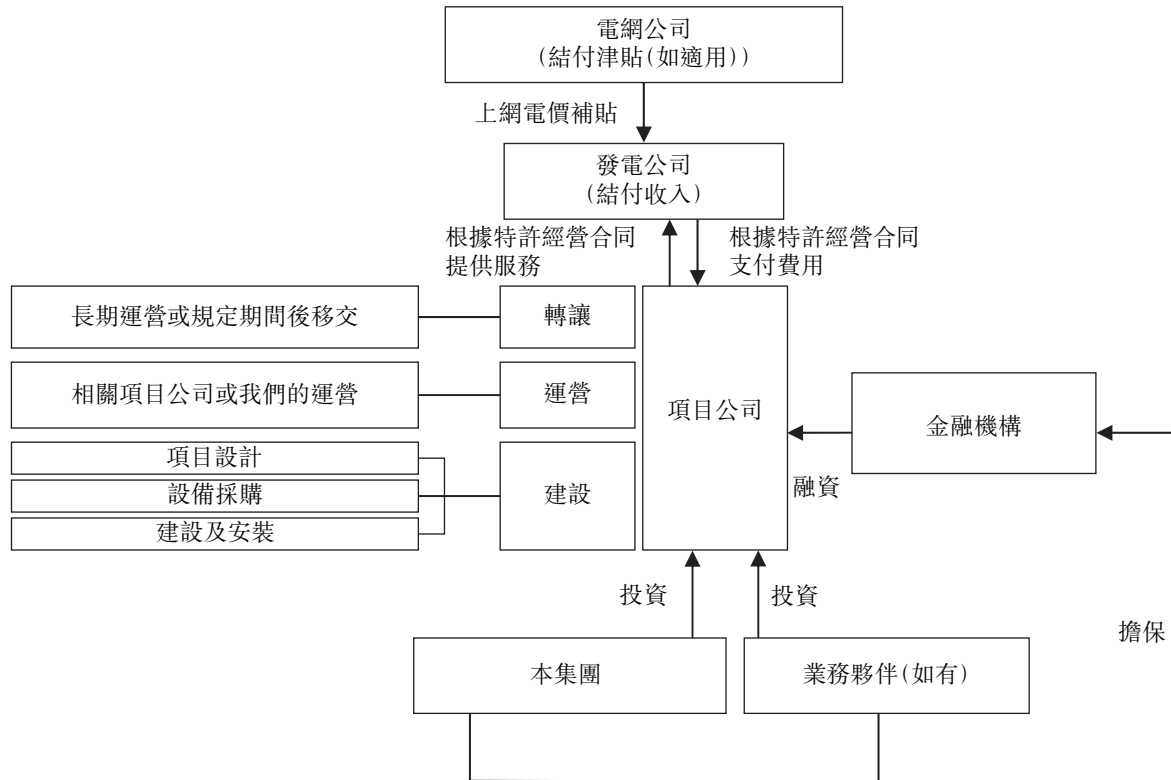 電網公司
(結付津貼(如適用))
上網電價補貼
發電公司
(結付收入)
根據特許經營合同
提供服務
根據特許經營合同
支付費用
長期運營或規定期間後移交
轉讓
相關項目公司或我們的運營
運營
項目公司
金融機構
項目設計
設備採購
建設及安裝
建設
融資
投資
投資
擔保
本集團
業務夥伴(如有)